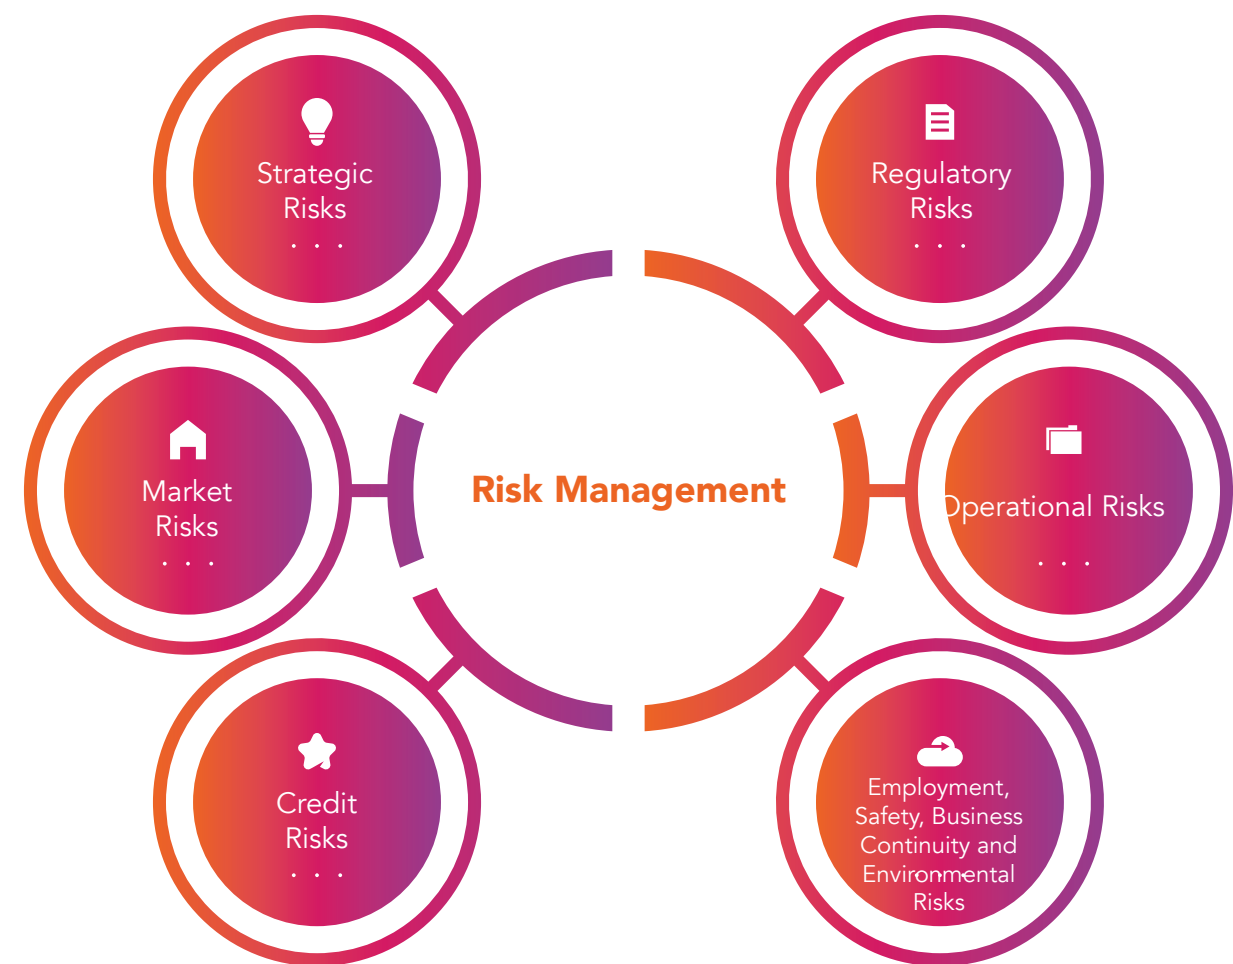 Strategic
Risks
. . .
Regulatory
Risks
. . .
Market
Risks
. . .
Risk Management
Operational Risks
. . .
Credit
Risks
. . .
Employment,
Safety, Business
Continuity and
Environmental
. . .
Risks